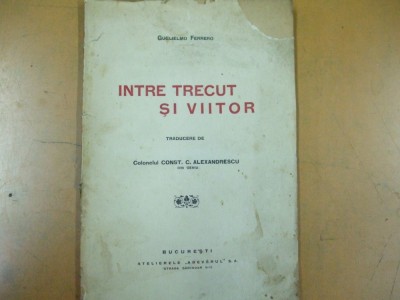 GUGLIELMO FERRERO
INTRE TRECUT
ȘI VIITOR
TRADUCERE DE
Colonelul CONST. C. ALEXANDRESCU
BUCUREȘTI
ATELIERELE „ADEVĂRUL" S.A.